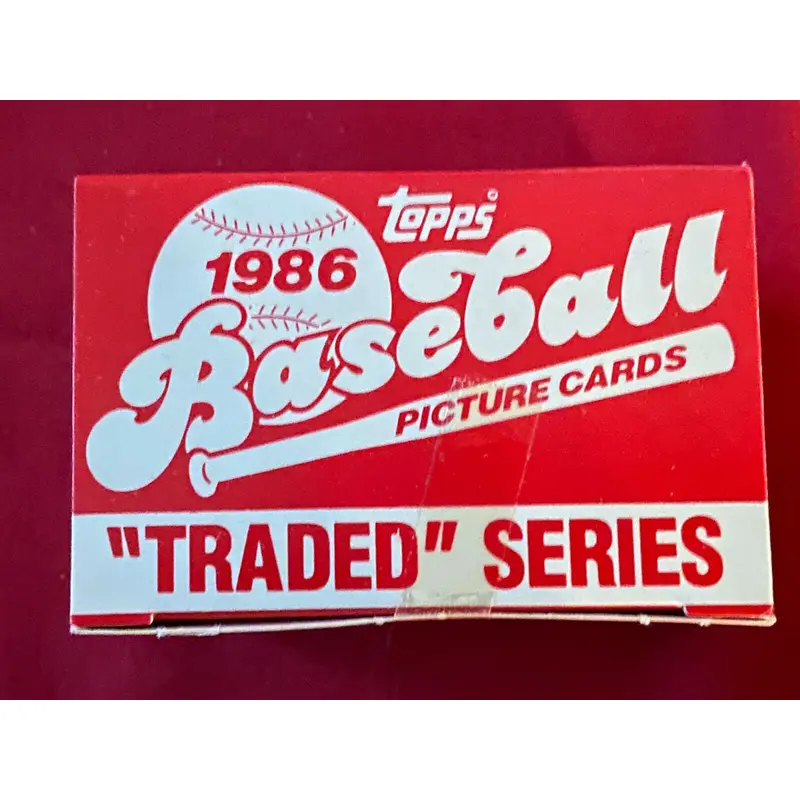 Topps
1986
Baseball
PICTURE CARDS
"TRADED" SERIES